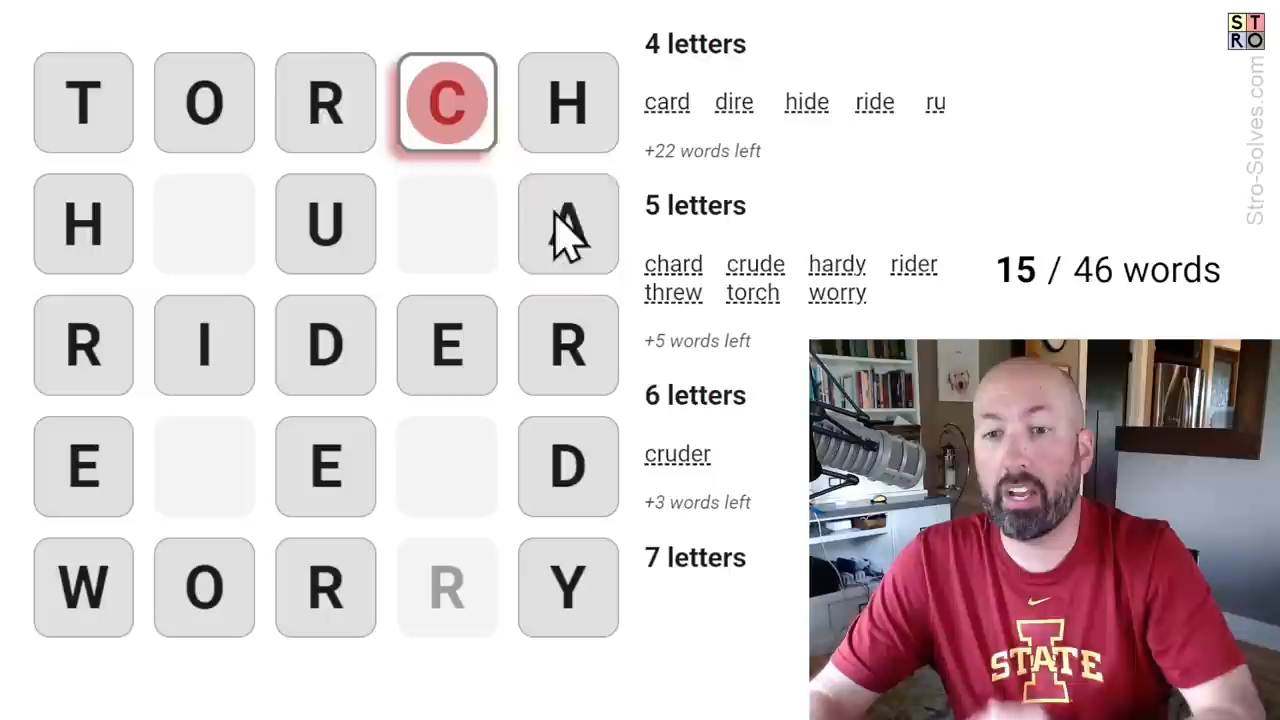 T O R C H
H U A
R I D E R
E E D
W O R R Y
4 letters
card dire hide ride ru
+22 words left
5 letters
chard crude hardy rider
threw torch worry
+5 words left
6 letters
cruder
+3 words left
7 letters
15 / 46 words
S T
R O
Stro-Solves.com
STATE